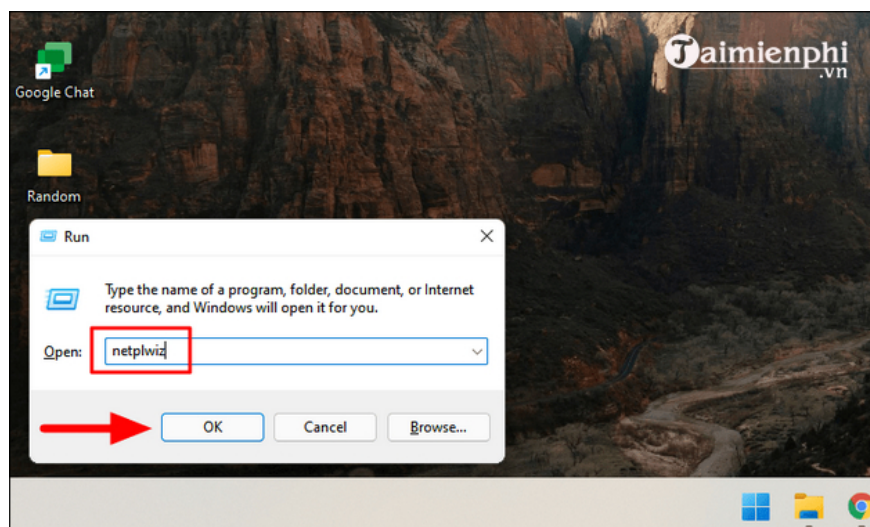 Taimienphi
.vn
Google Chat
Random
Run
Type the name of a program, folder, document, or Internet
resource, and Windows will open it for you.
Open:
netplwiz
OK
Cancel
Browse...